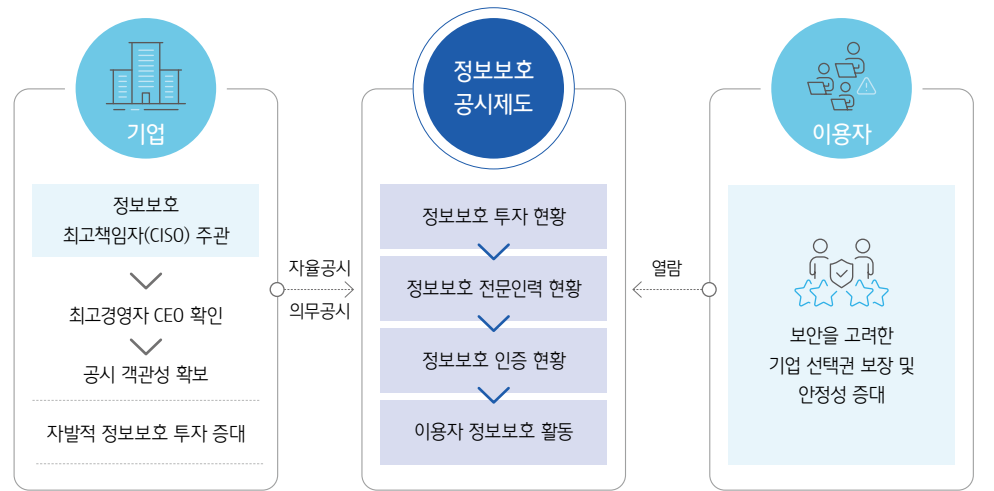 기업
정보보호
최고책임자(CISO) 주관
최고경영자 CEO 확인
공시 객관성 확보
자발적 정보보호 투자 증대
자율공시
의무공시
정보보호
공시제도
정보보호 투자 현황
정보보호 전문인력 현황
정보보호 인증 현황
이용자 정보보호 활동
열람
이용자
보안을 고려한
기업 선택권 보장 및
안정성 증대